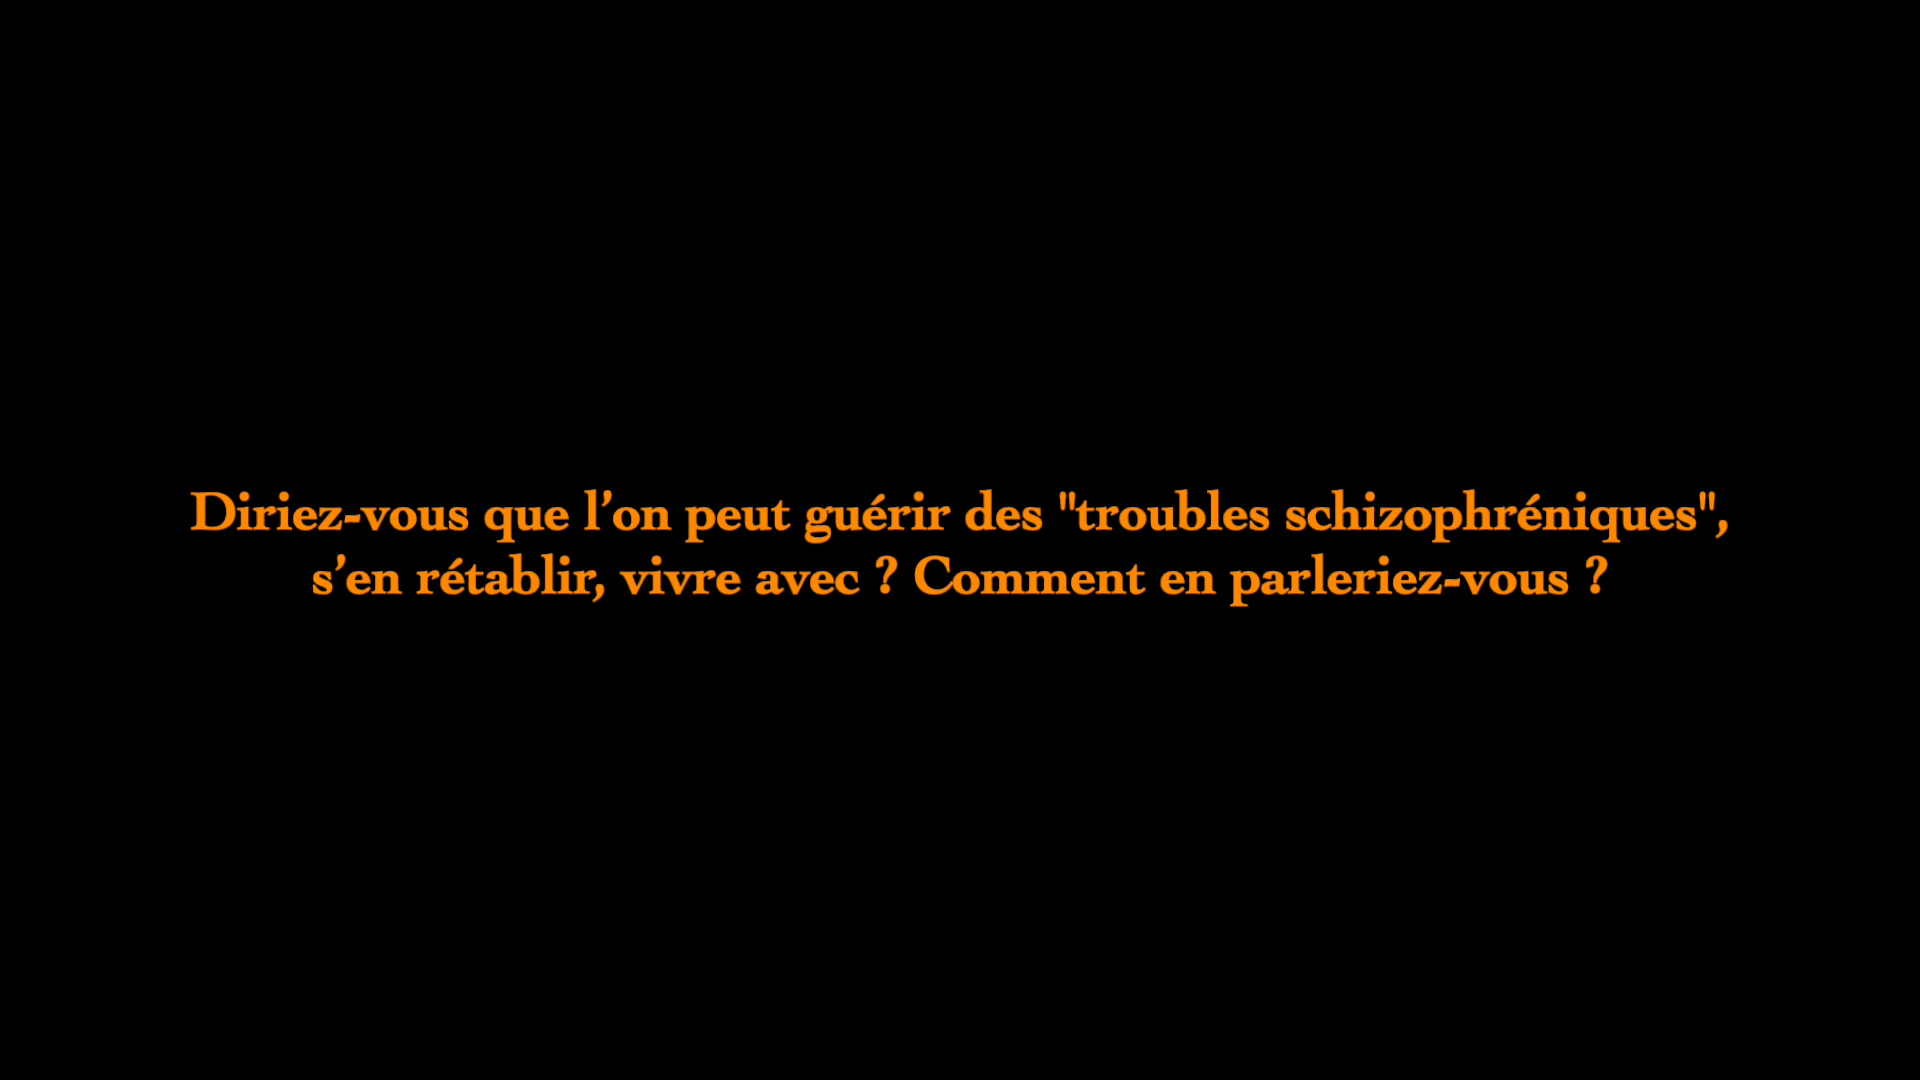 Diriez-vous que l’on peut guérir des "troubles schizophréniques",
s’en rétablir, vivre avec ? Comment en parleriez-vous ?